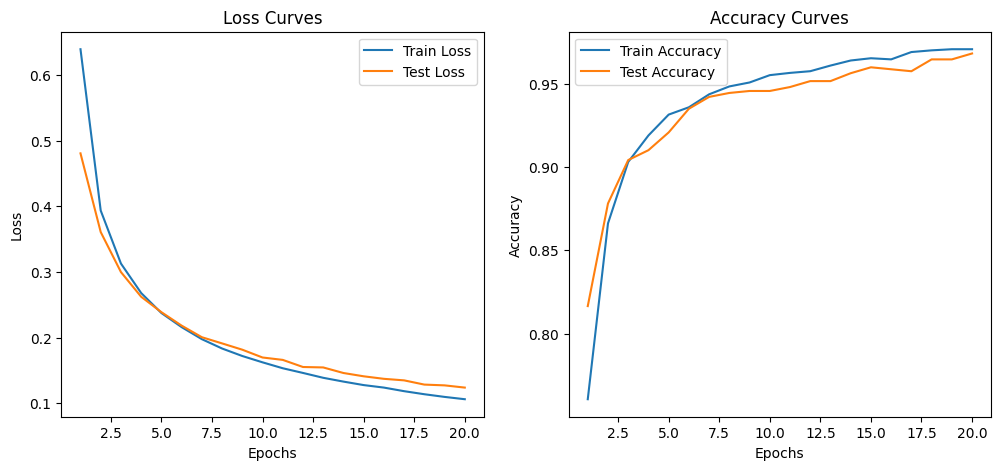 Loss Curves
Train Loss
Test Loss
Loss
0.6
0.5
0.4
0.3
0.2
0.1
2.5 5.0 7.5 10.0 12.5 15.0 17.5 20.0
Epochs
Accuracy Curves
Train Accuracy
Test Accuracy
Accuracy
0.95
0.90
0.85
0.80
2.5 5.0 7.5 10.0 12.5 15.0 17.5 20.0
Epochs